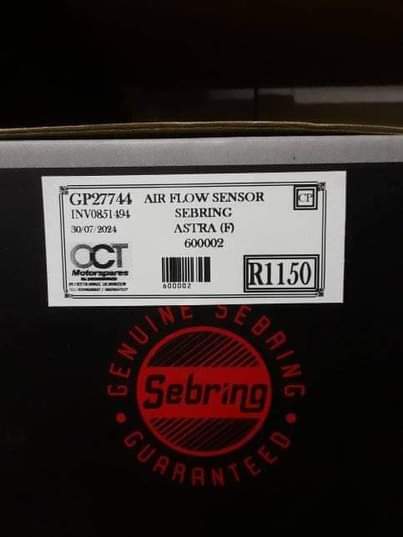 GP27744 AIR FLOW SENSOR CP
INV0851494 SEBRING
30/07/2024 ASTRA (F)
600002
OCT
Motorspares
600002
R1150
GENUINE SEBRING
Sebring
GUARANTEED